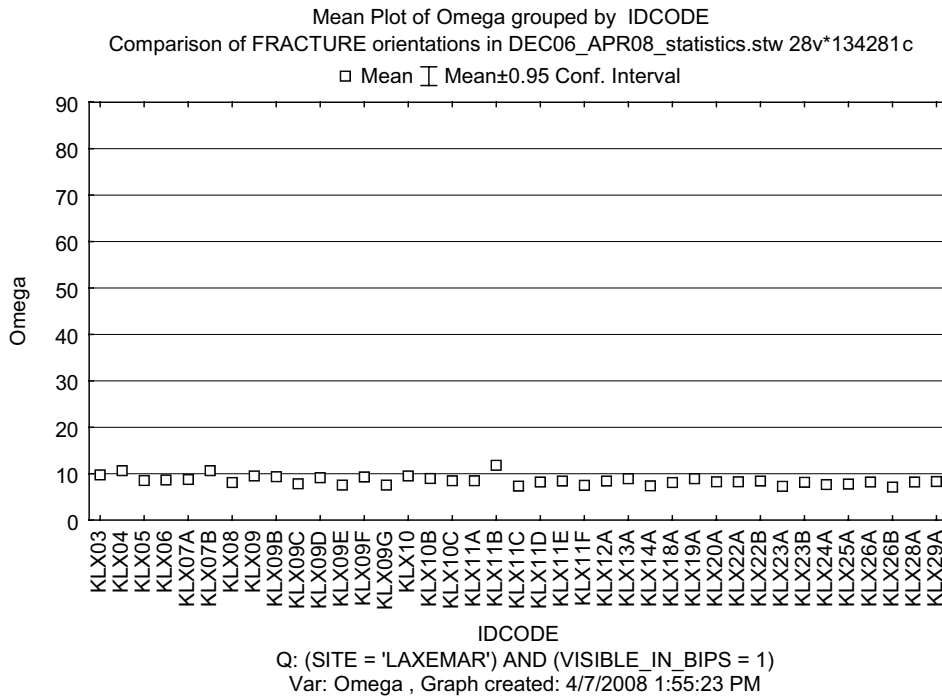 Mean Plot of Omega grouped by  IDCODE
Comparison of FRACTURE orientations in DEC06_APR08_statistics.stw 28v*134281c
Mean Mean±0.95 Conf. Interval
90
80
70
60
50
40
30
20
10
0
Omega
KLX03
KLX04
KLX05
KLX06
KLX07A
KLX07B
KLX08
KLX09
KLX09B
KLX09C
KLX09D
KLX09E
KLX09F
KLX09G
KLX10
KLX10B
KLX10C
KLX11A
KLX11B
KLX11C
KLX11D
KLX11E
KLX11F
KLX12A
KLX13A
KLX14A
KLX18A
KLX19A
KLX20A
KLX22A
KLX22B
KLX23A
KLX23B
KLX24A
KLX25A
KLX26A
KLX26B
KLX28A
KLX29A
IDCODE
Q: (SITE = 'LAXEMAR') AND (VISIBLE_IN_BIPS = 1)
Var: Omega , Graph created: 4/7/2008 1:55:23 PM